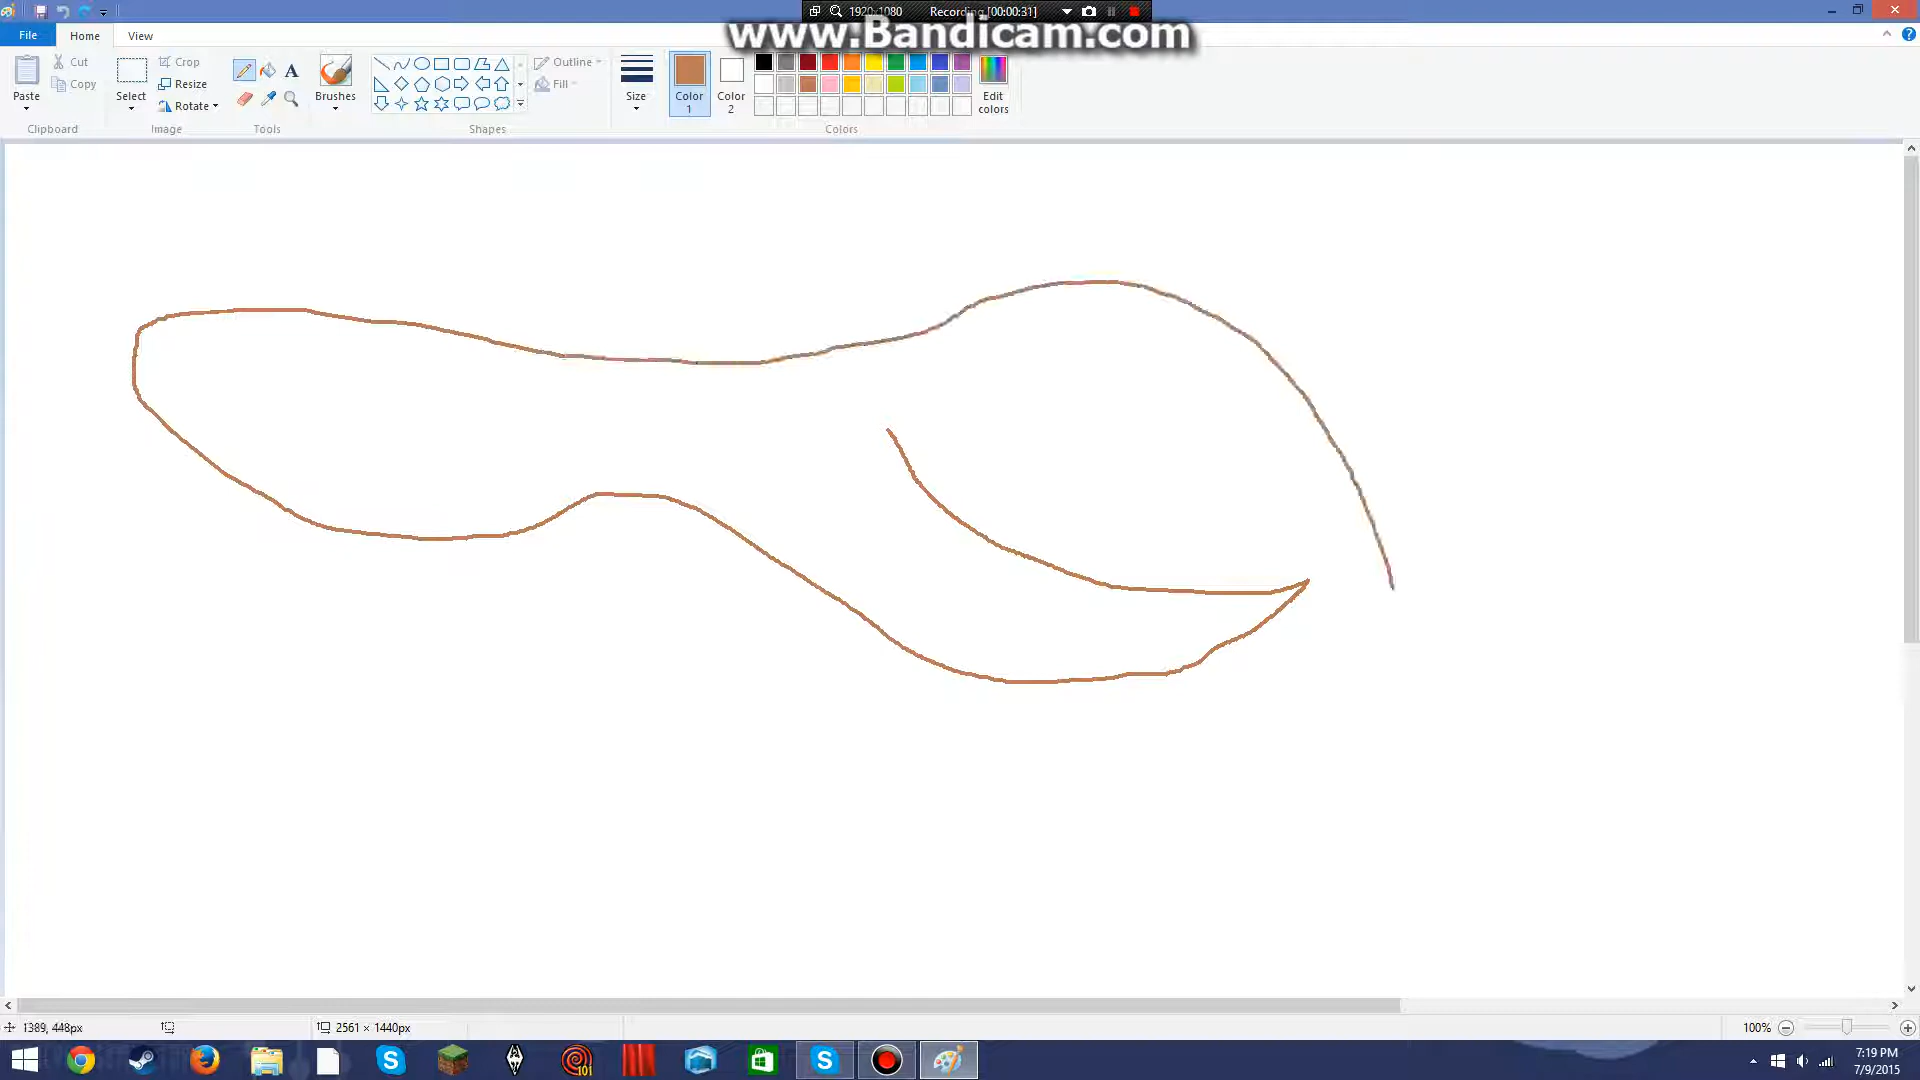 1920x1080 Recording [00:00:31]
www.Bandicam.com
File Home View
Paste
Cut
Copy
Clipboard
Select
Crop
Resize
Rotate
Image
A
Tools
Brushes
Outline
Fill
Shapes
Size
Color 1
Color 2
Edit colors
Colors
1389, 448px
2561 × 1440px
100%
101
7:19 PM
7/9/2015